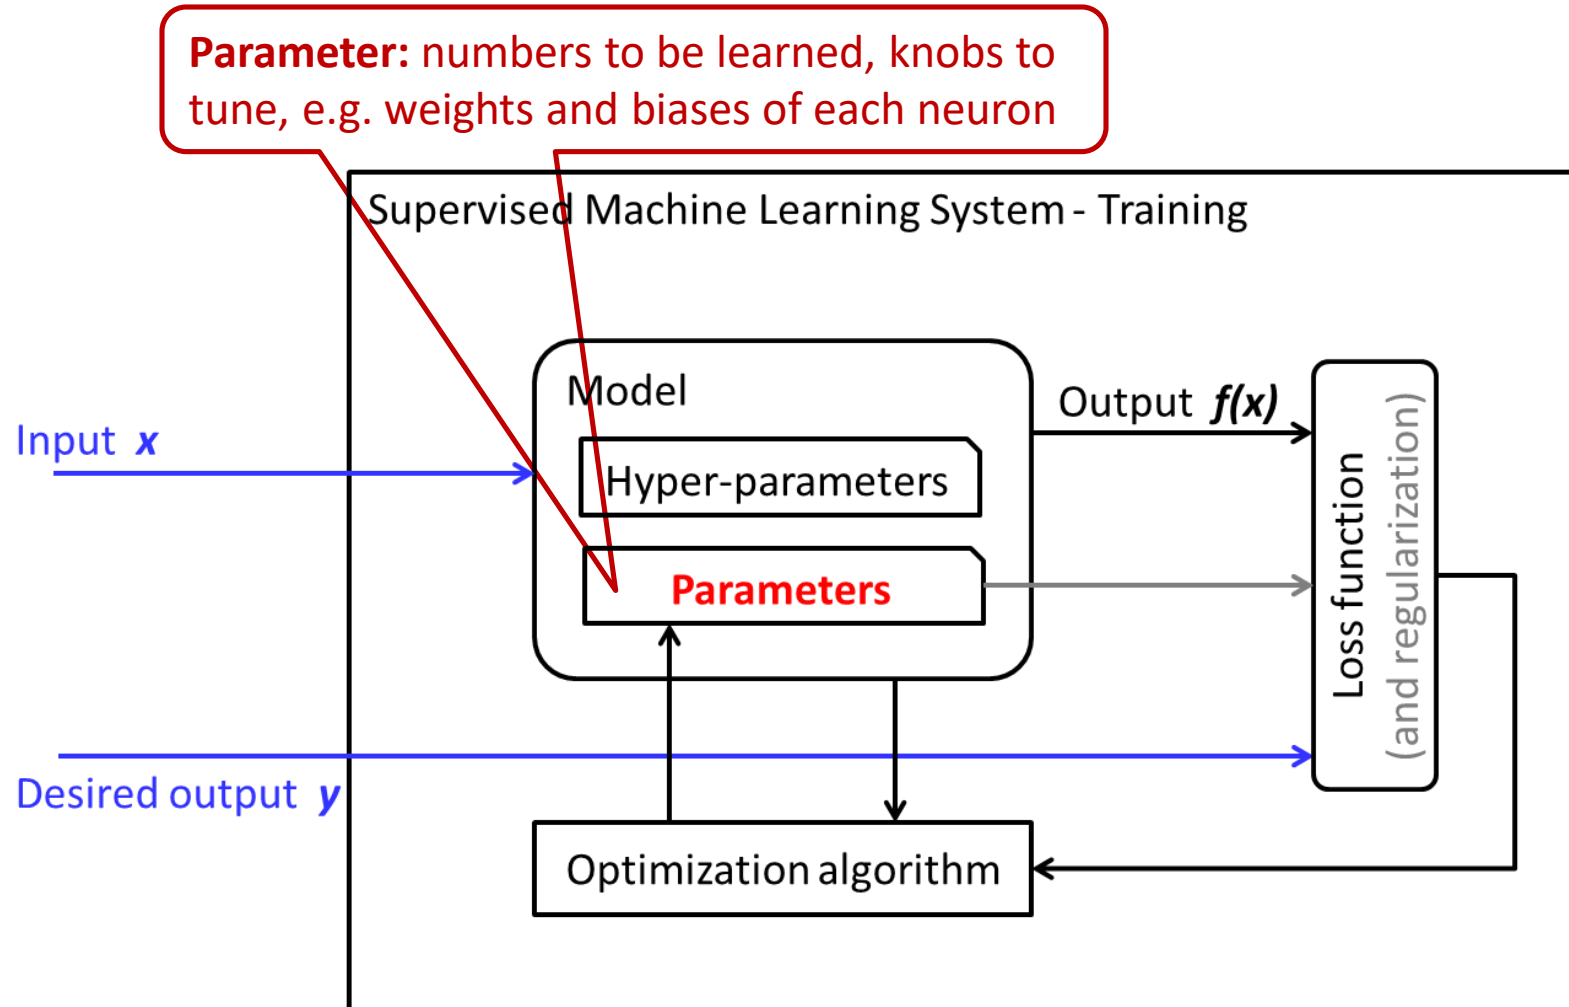 Parameter: numbers to be learned, knobs to
tune, e.g. weights and biases of each neuron
Supervised Machine Learning System - Training
Model
Output f(x)
Input x
Hyper-parameters
Parameters
Loss function
(and regularization)
Desired output y
Optimization algorithm